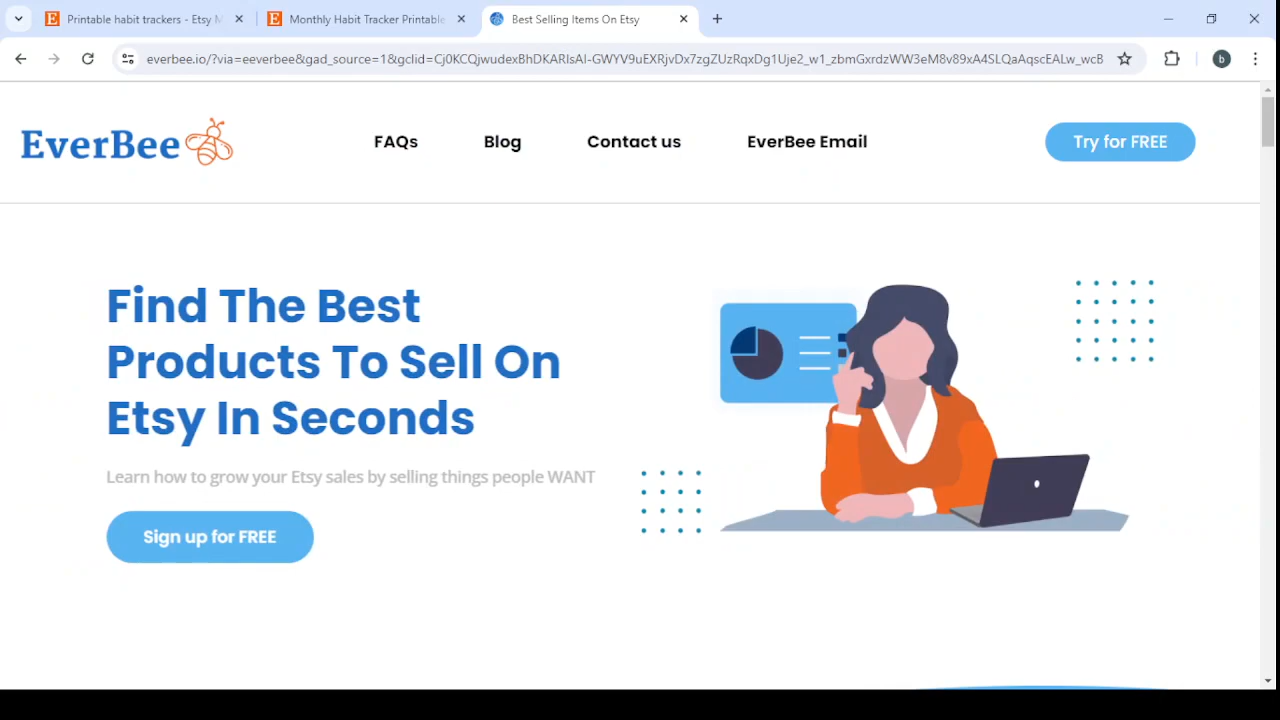 Printable habit trackers - Etsy
Monthly Habit Tracker Printable
Best Selling Items On Etsy
everbee.io/?via=eeverbee&gad_source=1&gclid=Cj0KCQjwudexBhDKARIsAI-GWYV9uEXRjvDx7zgZUzRqxDg1Uje2_w1_zbmGxrdzWW3eM8v89xA4SLQaAqscEALw_wcB
b
EverBee
FAQs
Blog
Contact us
EverBee Email
Try for FREE
Find The Best
Products To Sell On
Etsy In Seconds
Learn how to grow your Etsy sales by selling things people WANT
Sign up for FREE